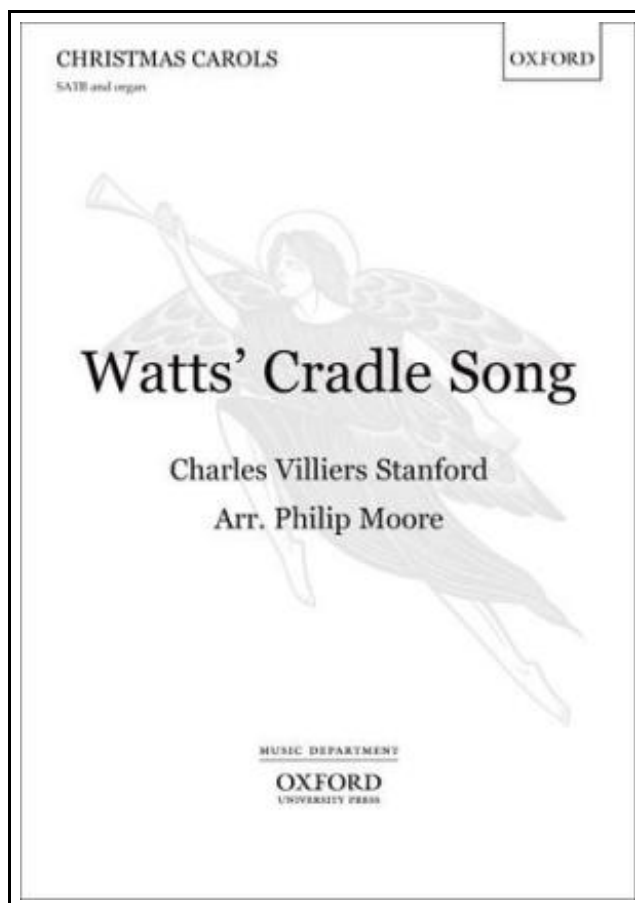 CHRISTMAS CAROLS
OXFORD
SATB and organ
Watts’ Cradle Song
Charles Villiers Stanford
Arr. Philip Moore
MUSIC DEPARTMENT
OXFORD
UNIVERSITY PRESS